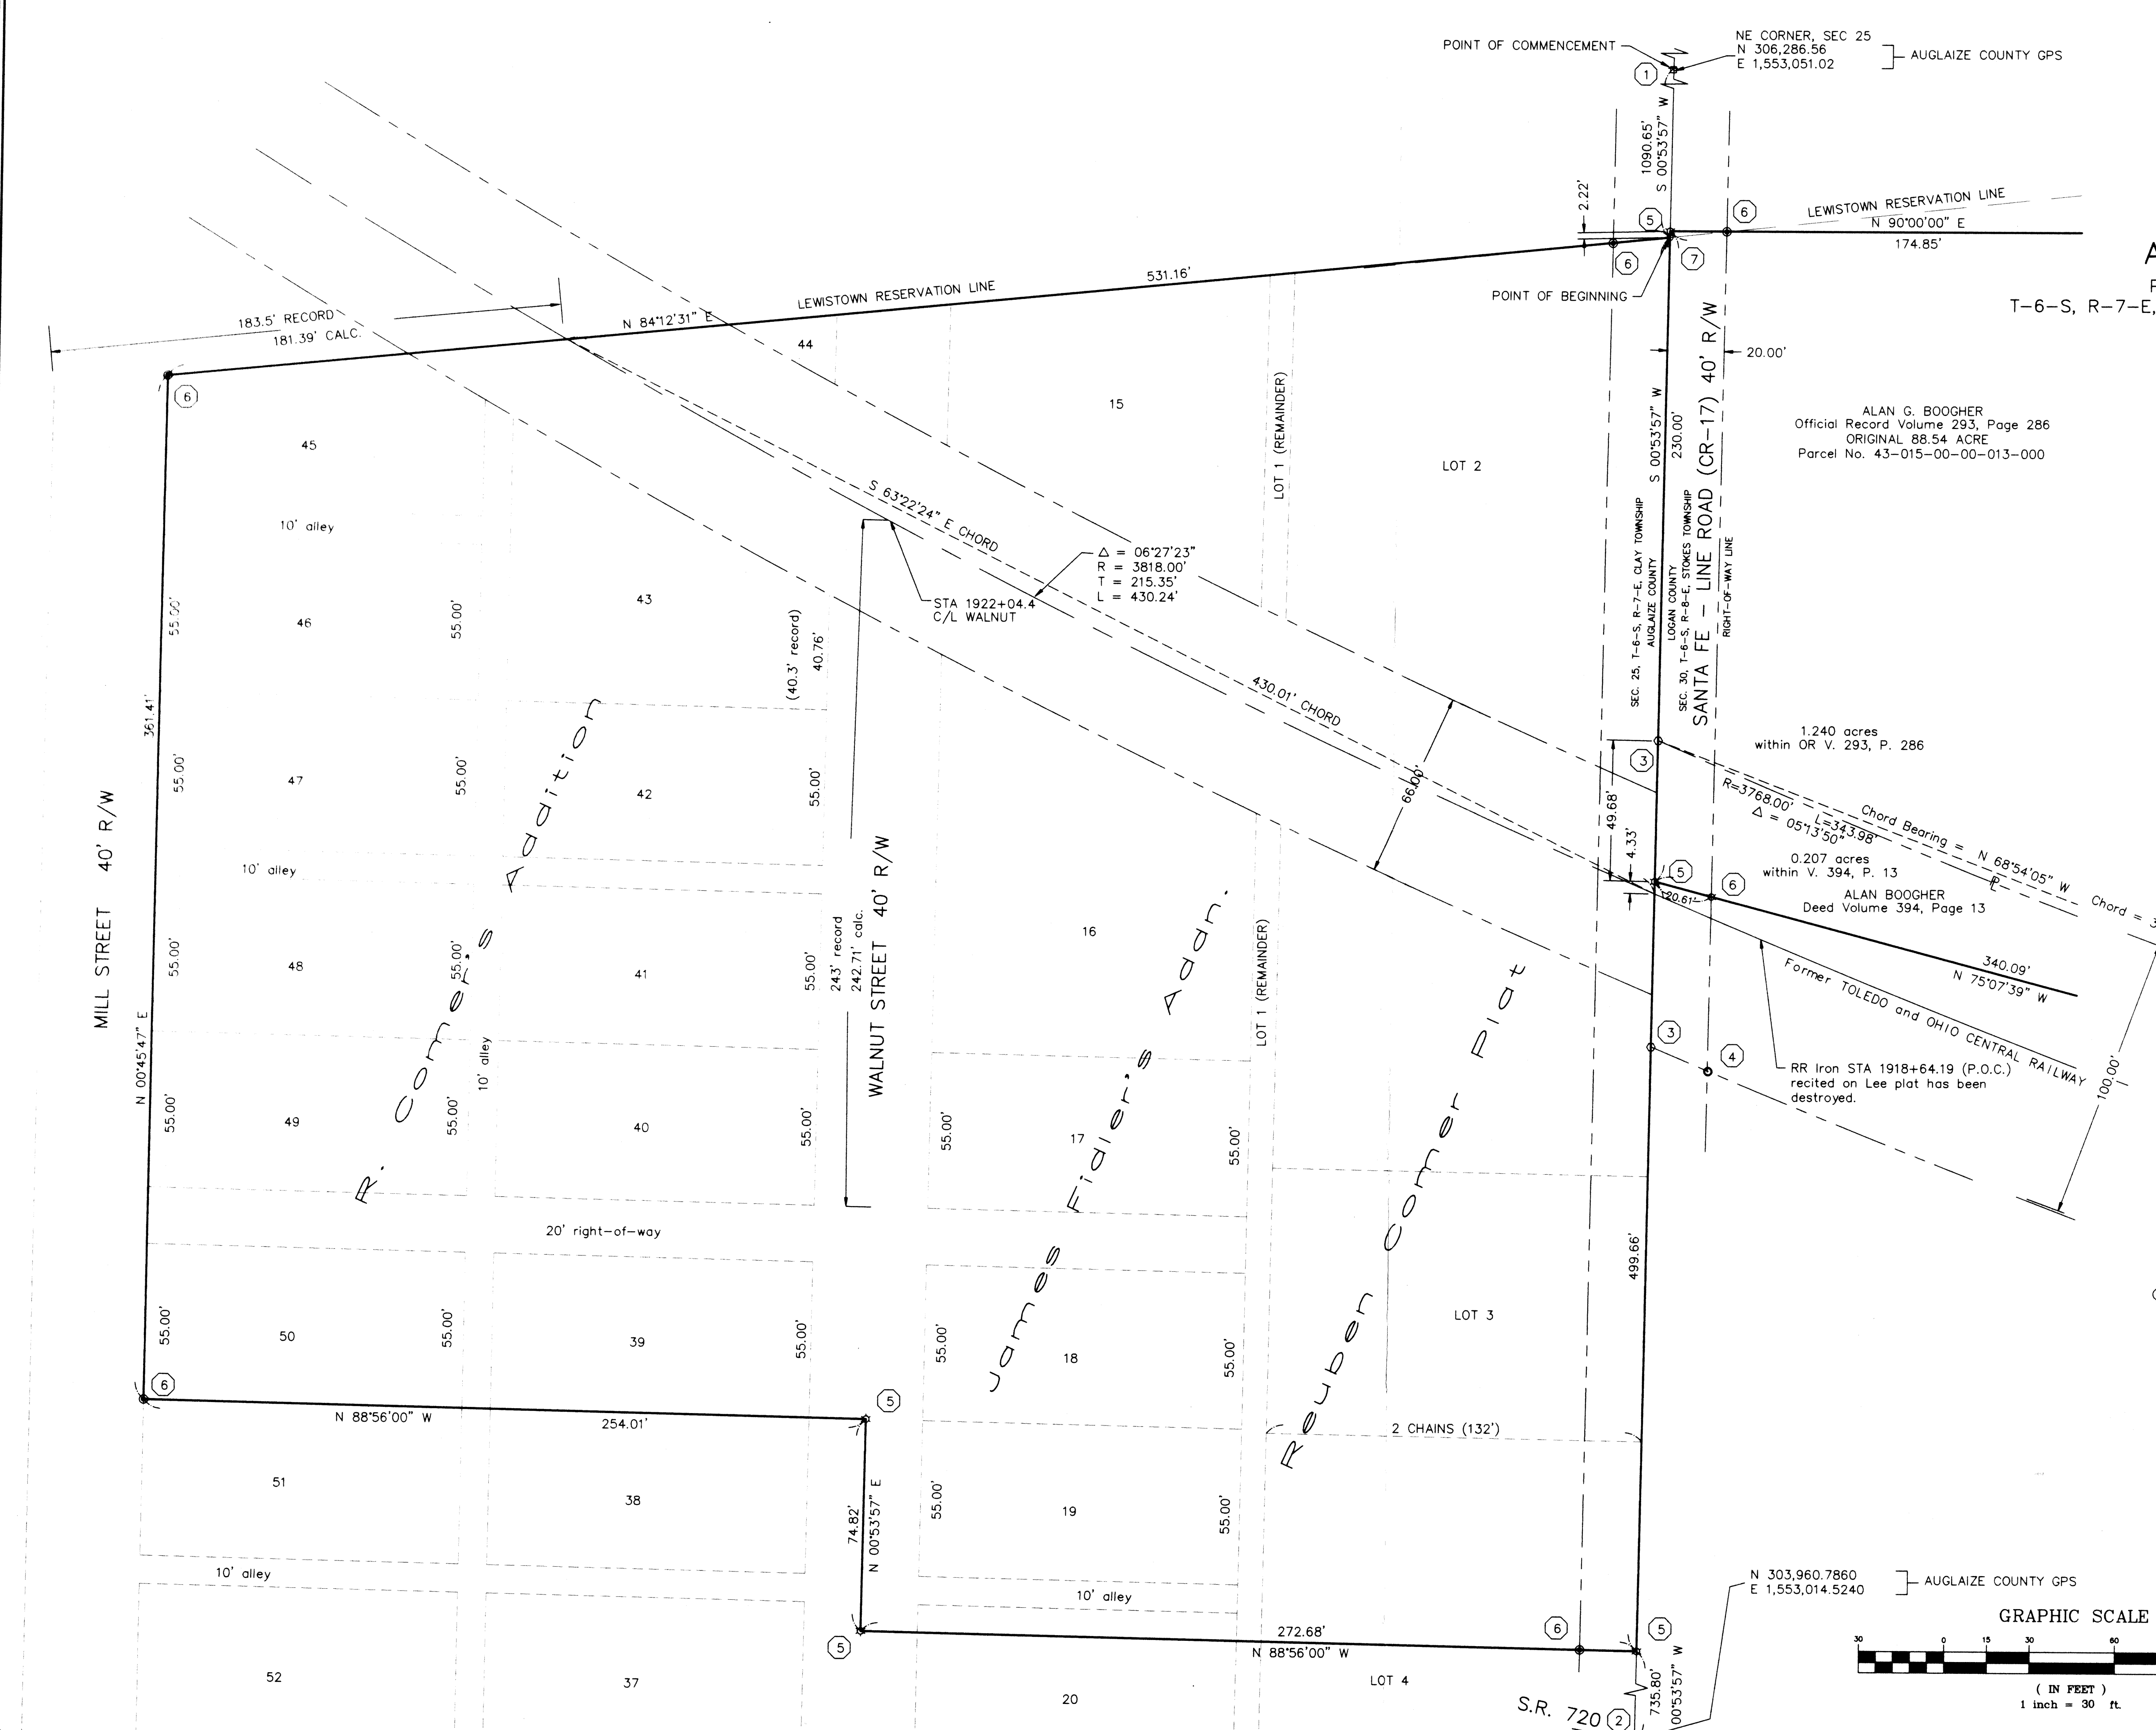 POINT OF COMMENCEMENT
NE CORNER, SEC 25
N 306,286.56
E 1,553,051.02
AUGLAIZE COUNTY GPS
1
1090.65'
S 00°53'57" W
2.22'
5
6
LEWISTOWN RESERVATION LINE
N 90°00'00" E
174.85'
6
7
POINT OF BEGINNING
T-6-S, R-7-E,
531.16'
LEWISTOWN RESERVATION LINE
N 84°12'31" E
183.5' RECORD
181.39' CALC.
6
44
15
LOT 1 (REMAINDER)
LOT 2
20.00'
S 00°53'57" W
230.00'
SANTA FE - LINE ROAD (CR-17) 40' R/W
SEC. 25, T-6-S, R-7-E, CLAY TOWNSHIP
AUGLAIZE COUNTY
LOGAN COUNTY
SEC. 30, T-6-S, R-8-E, STOKES TOWNSHIP
RIGHT-OF-WAY LINE
ALAN G. BOOGHER
Official Record Volume 293, Page 286
ORIGINAL 88.54 ACRE
Parcel No. 43-015-00-00-013-000
45
10' alley
S 63°22'24" E CHORD
△ = 06°27'23"
R = 3818.00'
T = 215.35'
L = 430.24'
STA 1922+04.4
C/L WALNUT
55.00'
46
55.00'
43
(40.3' record)
40.76'
430.01' CHORD
66.00'
361.41'
MILL STREET 40' R/W
N 00°45'47" E
55.00'
47
55.00'
42
55.00'
10' alley
R. Comer's Addition
243' record
242.71' calc.
WALNUT STREET 40' R/W
55.00'
48
55.00'
41
55.00'
16
James Fidler's Addn.
LOT 1 (REMAINDER)
Reuben Comer Plat
3
49.68'
4.33'
5
6
20.61'
1.240 acres
within OR V. 293, P. 286
R=3768.00'
L=343.98'
△ = 05°13'50"
Chord Bearing = N 68°54'05" W
Chord = 3
0.207 acres
within V. 394, P. 13
ALAN BOOGHER
Deed Volume 394, Page 13
340.09'
N 75°07'39" W
Former TOLEDO and OHIO CENTRAL RAILWAY
100.00'
3
4
RR Iron STA 1918+64.19 (P.O.C.)
recited on Lee plat has been
destroyed.
55.00'
49
55.00'
10' alley
40
55.00'
55.00'
17
55.00'
20' right-of-way
499.66'
55.00'
50
55.00'
39
55.00'
55.00'
18
55.00'
LOT 3
6
N 88°56'00" W
254.01'
5
2 CHAINS (132')
51
38
74.82'
N 00°53'57" E
55.00'
19
55.00'
10' alley
10' alley
5
272.68'
N 88°56'00" W
6
5
52
37
20
LOT 4
S.R. 720
2
735.80'
00°53'57" W
N 303,960.7860
E 1,553,014.5240
AUGLAIZE COUNTY GPS
GRAPHIC SCALE
30 0 15 30 60
( IN FEET )
1 inch = 30 ft.